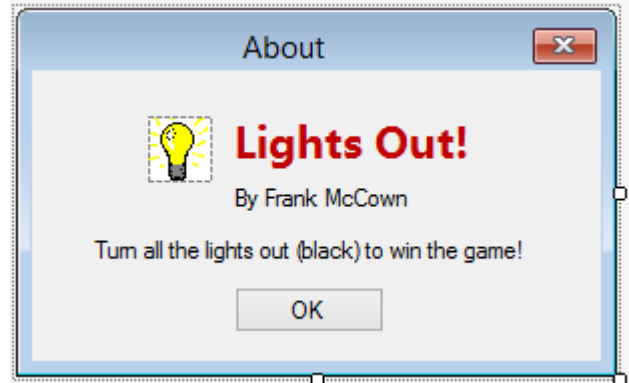 About
Lights Out!
By Frank McCown
Turn all the lights out (black) to win the game!
OK